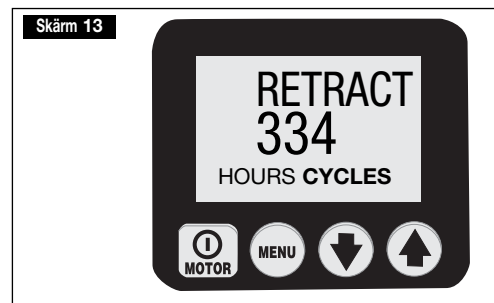 Skärm 13
RETRACT
334
HOURS CYCLES
MOTOR
MENU